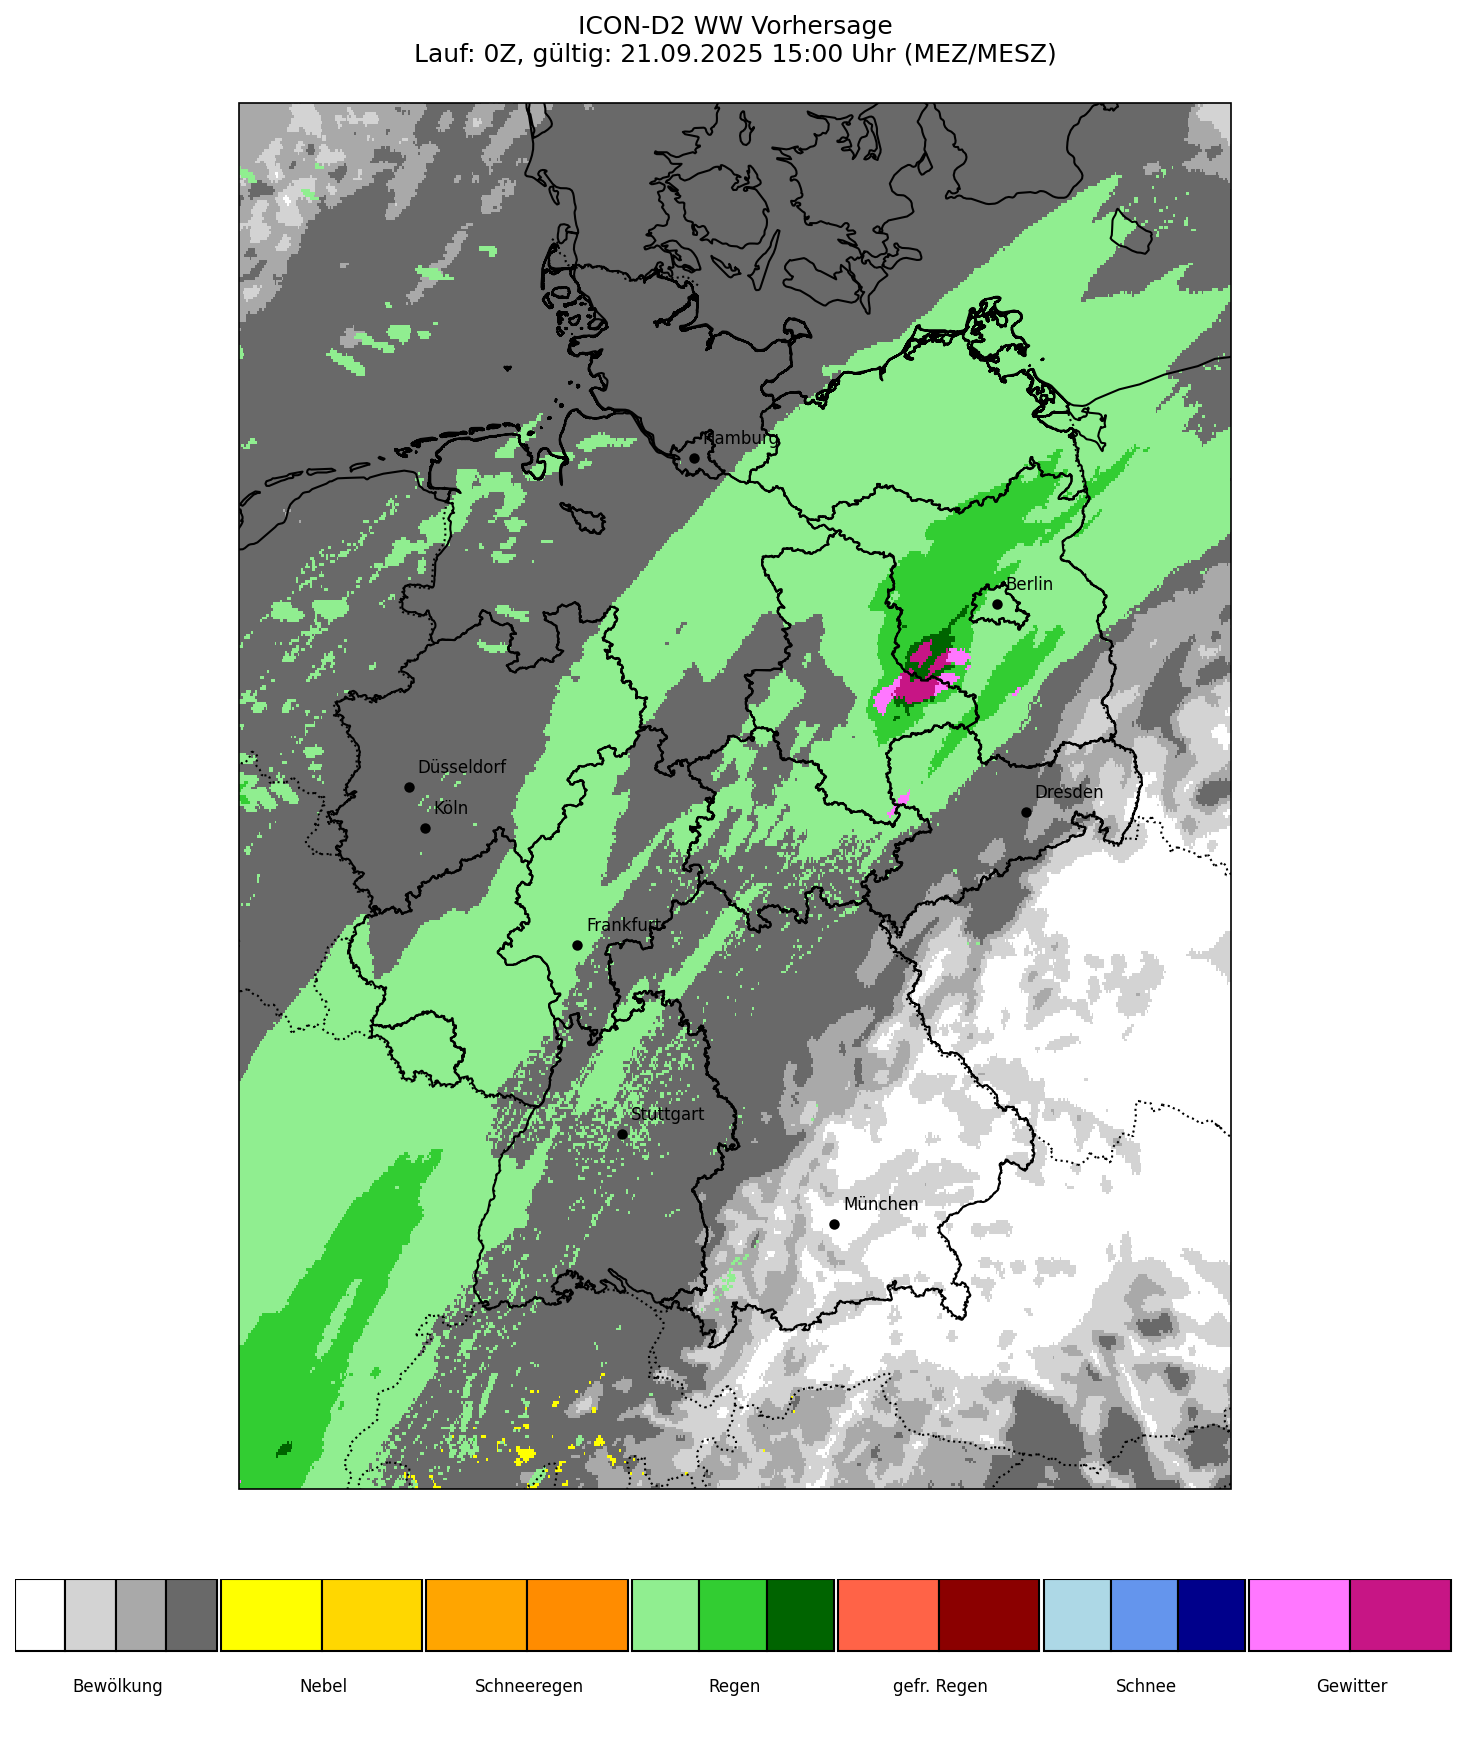 ICON-D2 WW Vorhersage
Lauf: 0Z, gültig: 21.09.2025 15:00 Uhr (MEZ/MESZ)
Hamburg
Berlin
Düsseldorf
Köln
Dresden
Frankfurt
Stuttgart
München
Bewölkung Nebel Schneeregen Regen gefr. Regen Schnee Gewitter